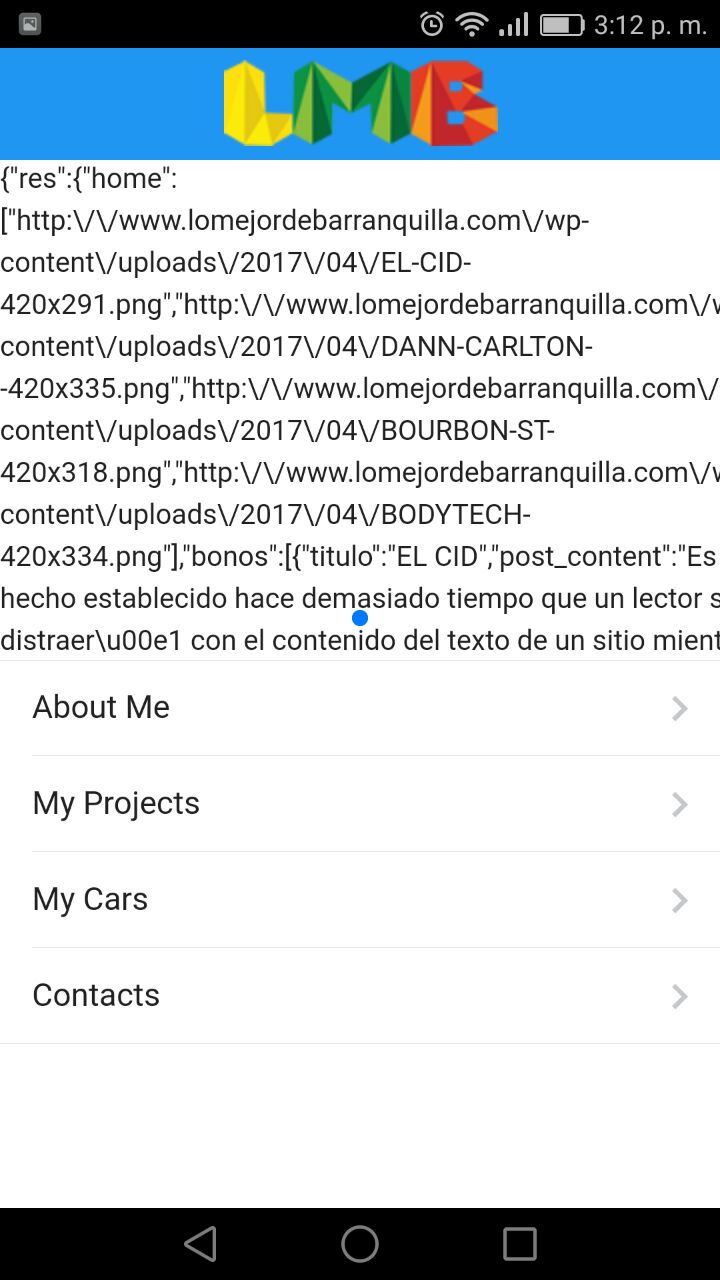 3:12 p. m.
LMB
{"res":{"home":
["http:\/\/www.lomejordebarranquilla.com\/wp-
content\/uploads\/2017\/04\/EL-CID-
420x291.png","http:\/\/www.lomejordebarranquilla.com\/w
content\/uploads\/2017\/04\/DANN-CARLTON-
-420x335.png","http:\/\/www.lomejordebarranquilla.com\/
content\/uploads\/2017\/04\/BOURBON-ST-
420x318.png","http:\/\/www.lomejordebarranquilla.com\/w
content\/uploads\/2017\/04\/BODYTECH-
420x334.png"],"bonos":[{"titulo":"EL CID","post_content":"Es
hecho establecido hace demasiado tiempo que un lector s
distraer\u00e1 con el contenido del texto de un sitio mient
About Me
My Projects
My Cars
Contacts